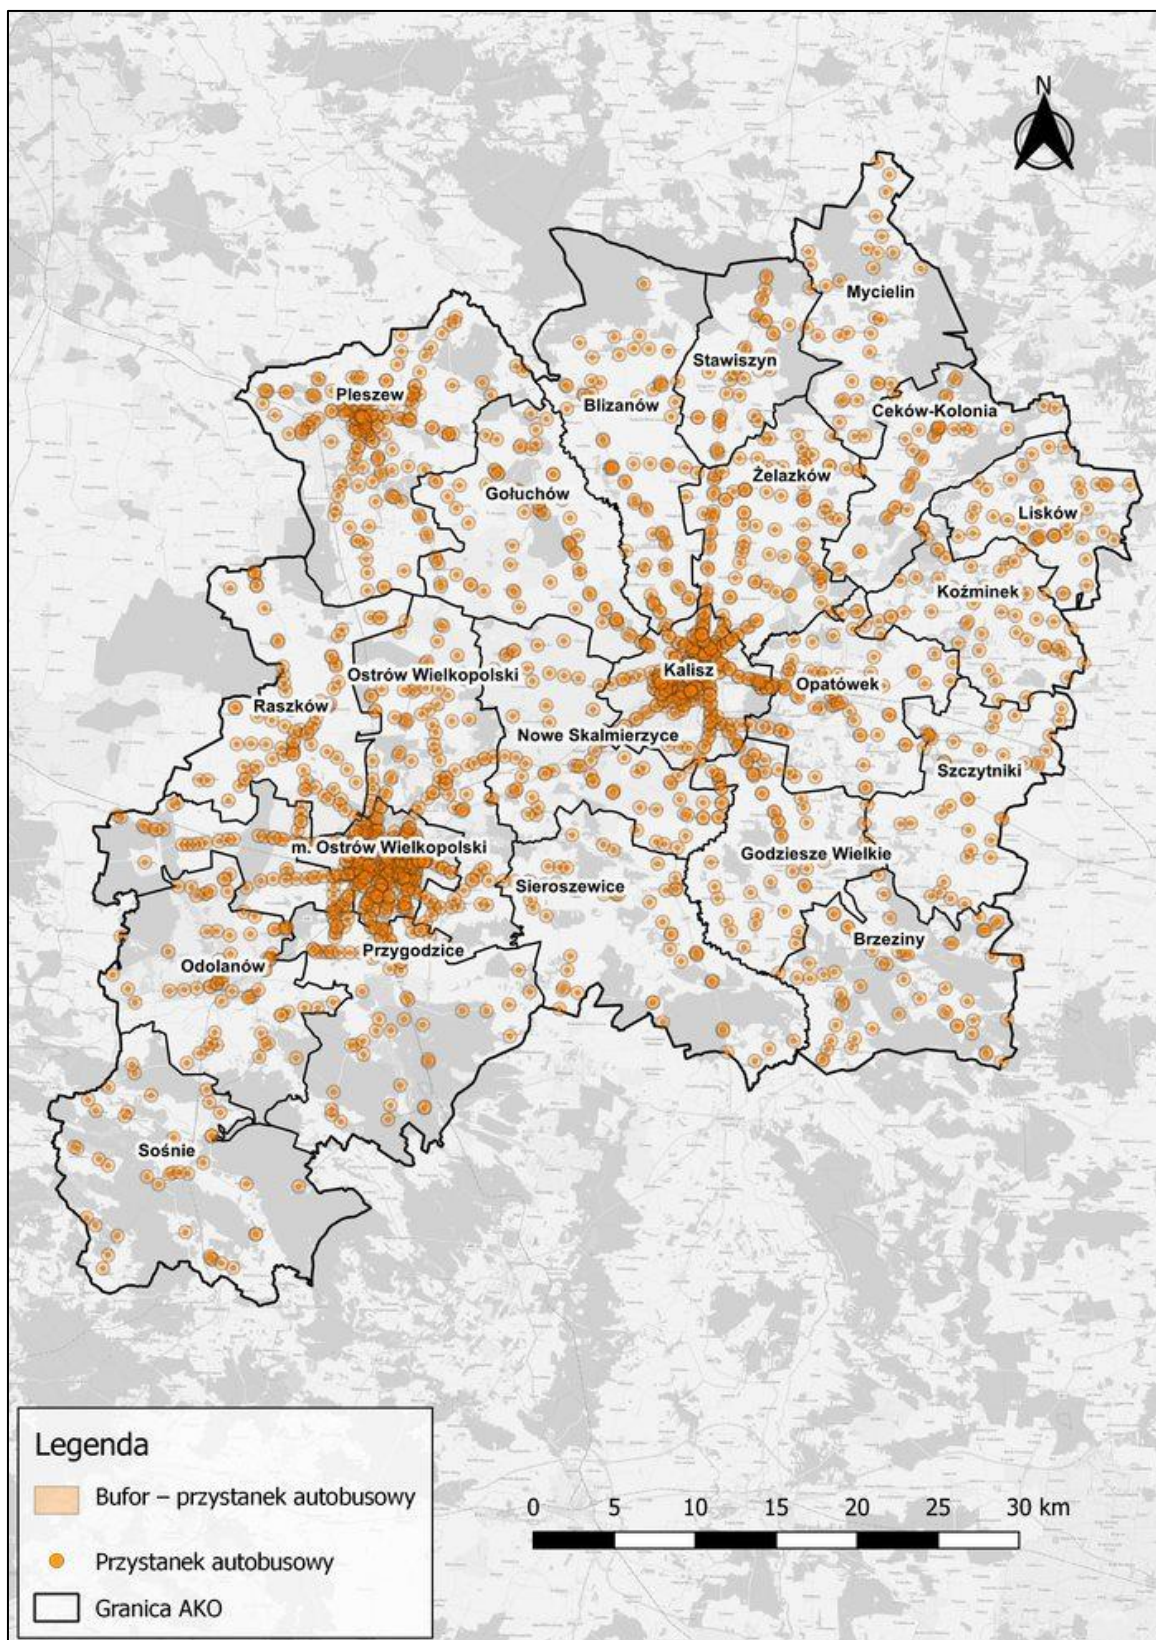 N
Mycielin
Stawiszyn
Pleszew
Blizanów
Ceków-Kolonia
Żelazków
Gołuchów
Lisków
Koźminek
Kalisz
Ostrów Wielkopolski
Opatówek
Raszków
Nowe Skalmierzyce
Szczytniki
m. Ostrów Wielkopolski
Godziesze Wielkie
Sieroszewice
Brzeziny
Przygodzice
Odolanów
Sośnie
Legenda
Bufor – przystanek autobusowy
Przystanek autobusowy
Granica AKO
0 5 10 15 20 25 30 km